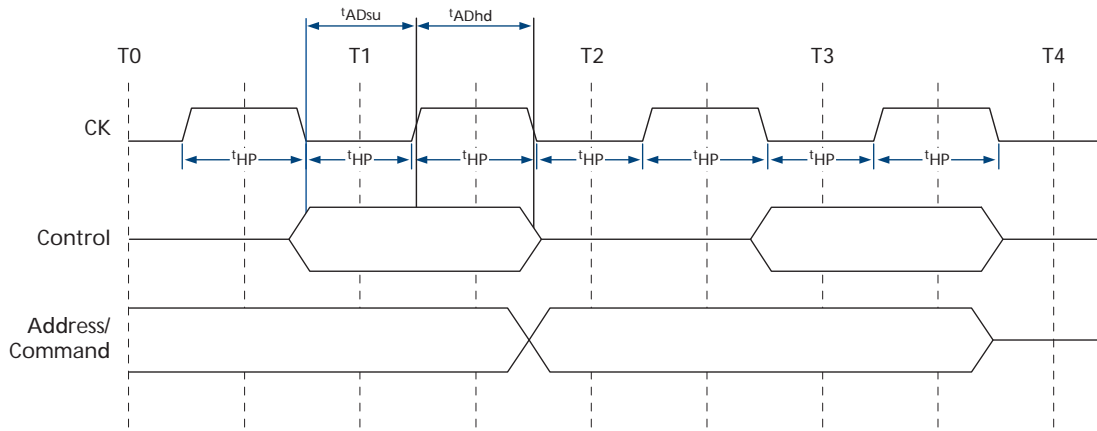 tADsu tADhd
T0 T1 T2 T3 T4
CK
tHP tHP tHP tHP tHP tHP tHP
Control
Address/
Command